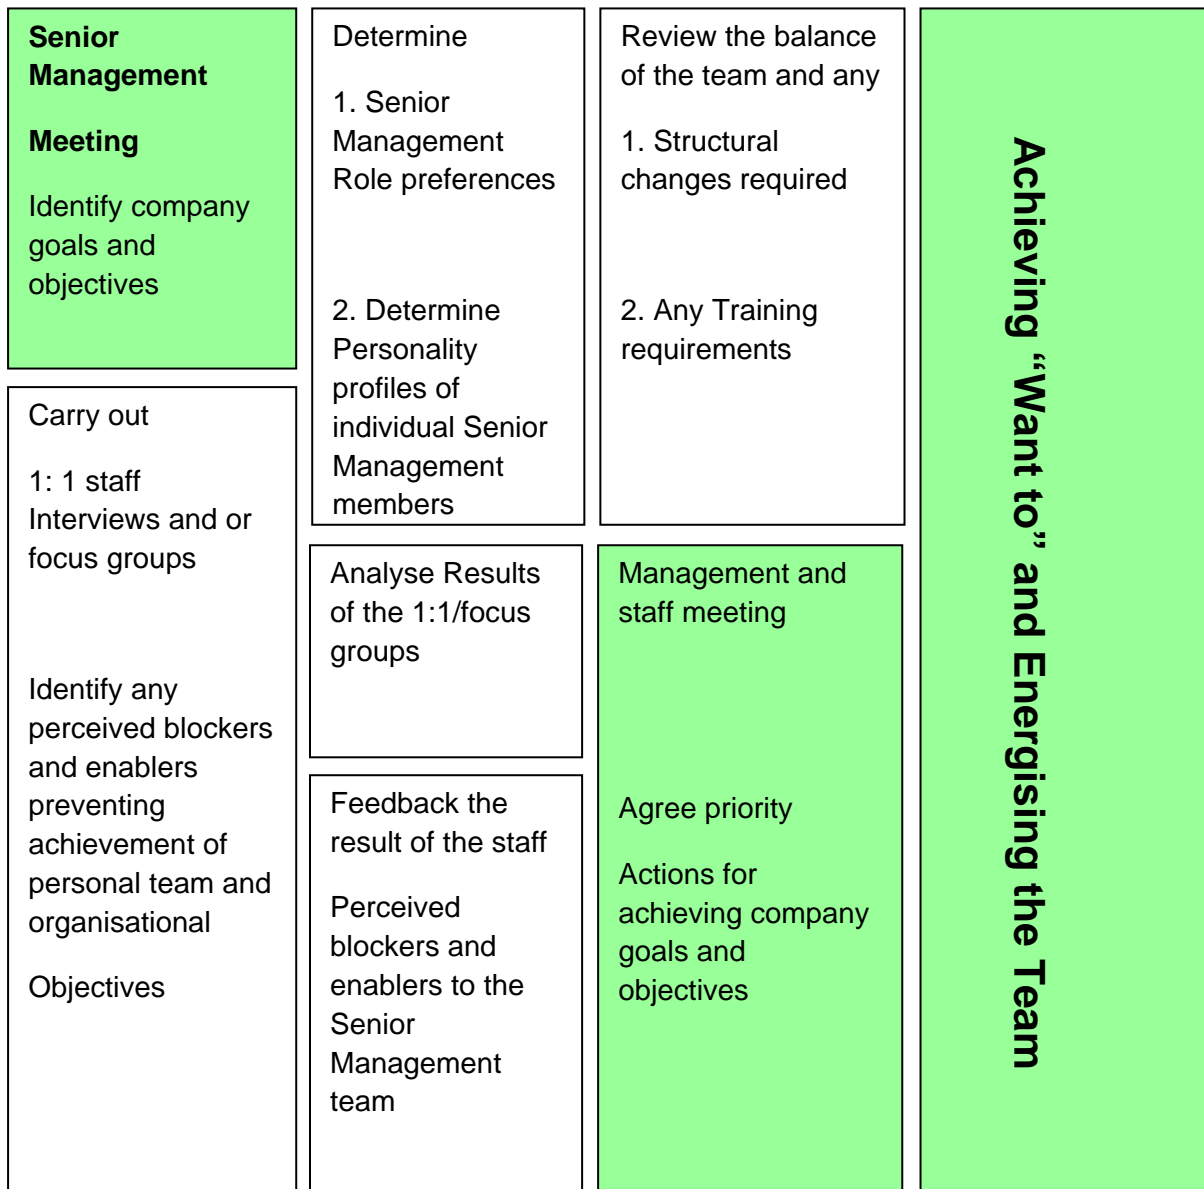 Senior
Management
Meeting
Identify company
goals and
objectives
Carry out
1: 1 staff
Interviews and or
focus groups
Identify any
perceived blockers
and enablers
preventing
achievement of
personal team and
organisational
Objectives
Determine
1. Senior
Management
Role preferences
2. Determine
Personality
profiles of
individual Senior
Management
members
Analyse Results
of the 1:1/focus
groups
Feedback the
result of the staff
Perceived
blockers and
enablers to the
Senior
Management
team
Review the balance
of the team and any
1. Structural
changes required
2. Any Training
requirements
Management and
staff meeting
Agree priority
Actions for
achieving company
goals and
objectives
Achieving “Want to” and Energising the Team